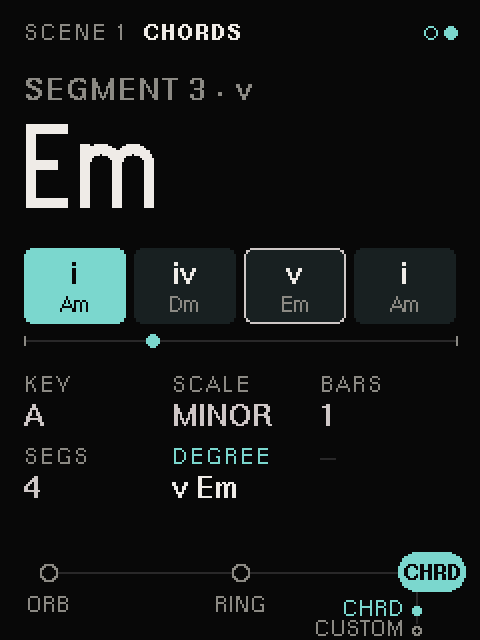 SCENE 1 CHORDS
SEGMENT 3 · v
Em
i iv v i
Am Dm Em Am
KEY SCALE BARS
A MINOR 1
SEGS DEGREE —
4 v Em
CHRD
ORB RING CHRD
CUSTOM